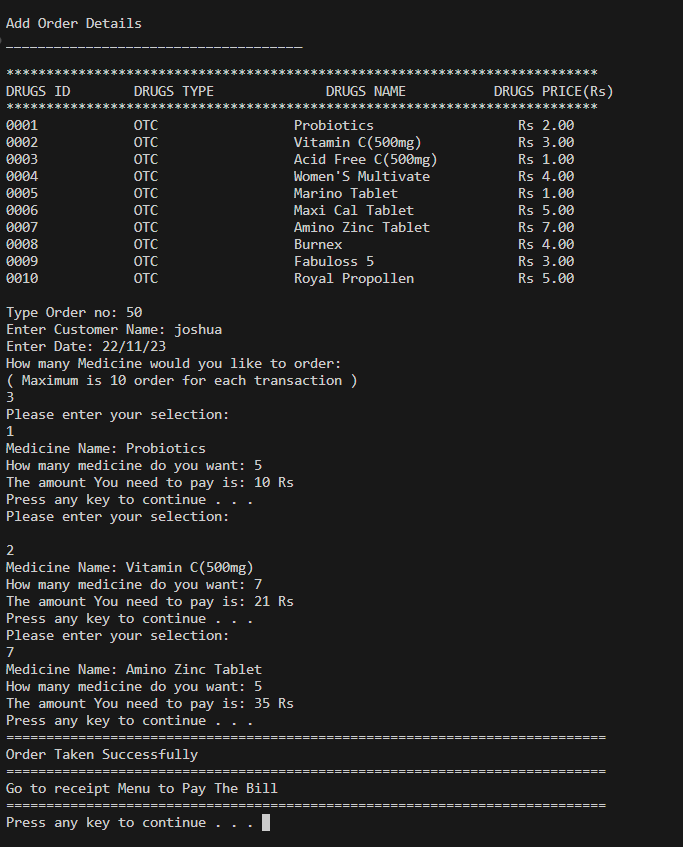 Add Order Details
_____________________________________
**************************************************************************
DRUGS ID        DRUGS TYPE              DRUGS NAME           DRUGS PRICE(Rs)
**************************************************************************
0001            OTC                 Probiotics                  Rs 2.00
0002            OTC                 Vitamin C(500mg)            Rs 3.00
0003            OTC                 Acid Free C(500mg)          Rs 1.00
0004            OTC                 Women'S Multivate           Rs 4.00
0005            OTC                 Marino Tablet               Rs 1.00
0006            OTC                 Maxi Cal Tablet             Rs 5.00
0007            OTC                 Amino Zinc Tablet           Rs 7.00
0008            OTC                 Burnex                      Rs 4.00
0009            OTC                 Fabuloss 5                  Rs 3.00
0010            OTC                 Royal Propollen             Rs 5.00
Type Order no: 50
Enter Customer Name: joshua
Enter Date: 22/11/23
How many Medicine would you like to order:
( Maximum is 10 order for each transaction )
3
Please enter your selection:
1
Medicine Name: Probiotics
How many medicine do you want: 5
The amount You need to pay is: 10 Rs
Press any key to continue . . .
Please enter your selection:
2
Medicine Name: Vitamin C(500mg)
How many medicine do you want: 7
The amount You need to pay is: 21 Rs
Press any key to continue . . .
Please enter your selection:
7
Medicine Name: Amino Zinc Tablet
How many medicine do you want: 5
The amount You need to pay is: 35 Rs
Press any key to continue . . .
===========================================================================
Order Taken Successfully
===========================================================================
Go to receipt Menu to Pay The Bill
===========================================================================
Press any key to continue . . .